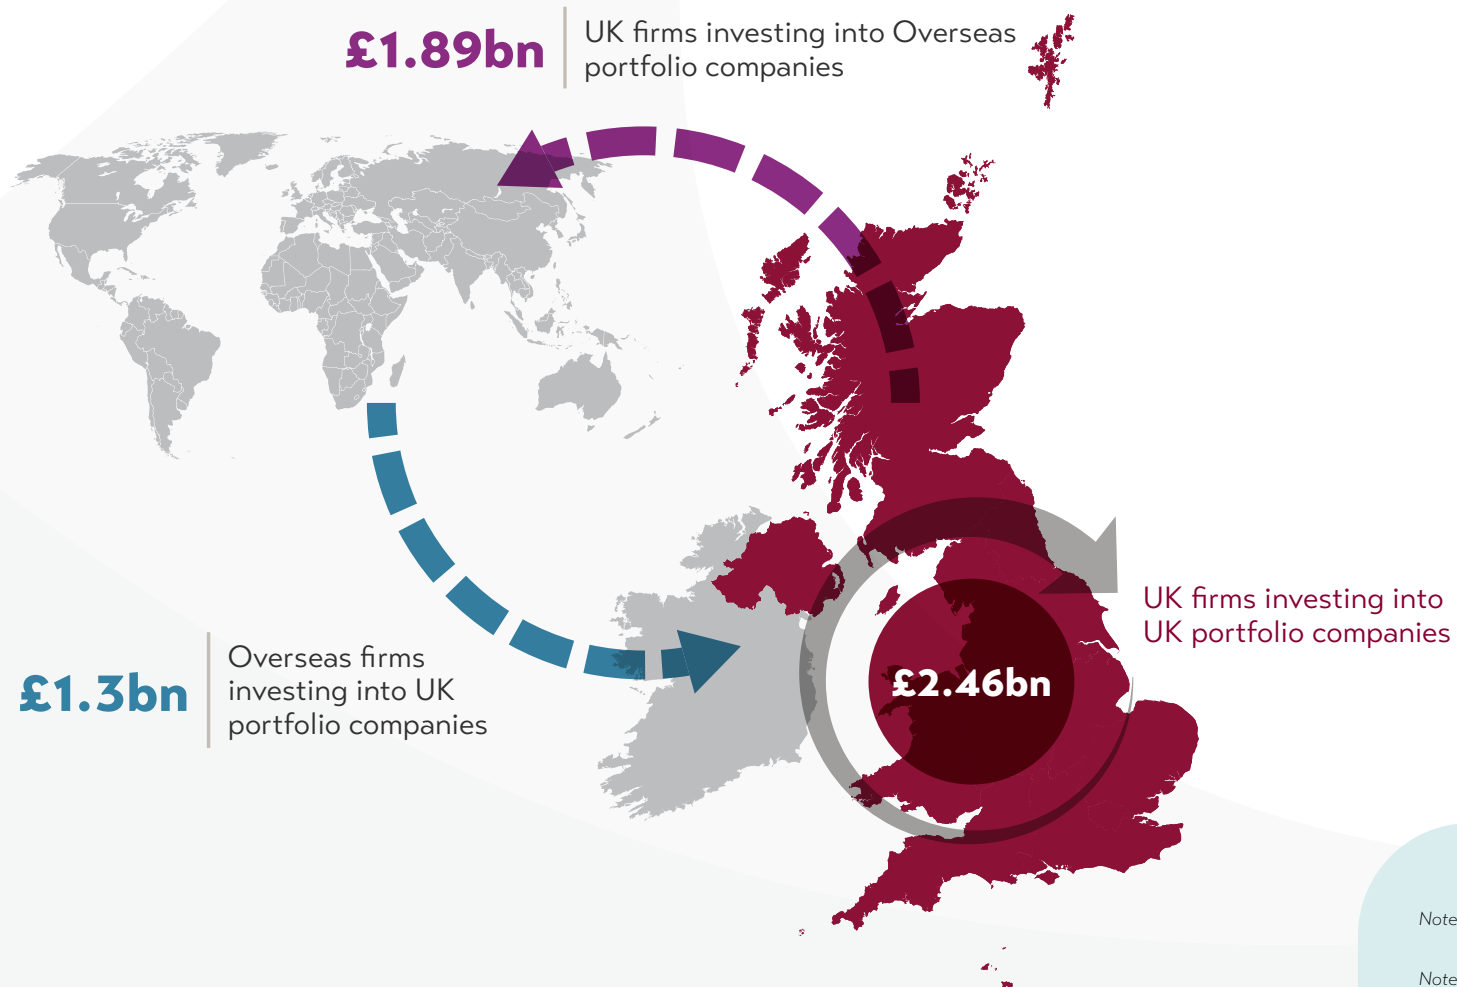 £1.89bn
UK firms investing into Overseas
portfolio companies
UK firms investing into
UK portfolio companies
£2.46bn
£1.3bn
Overseas firms
investing into UK
portfolio companies
Note
Note